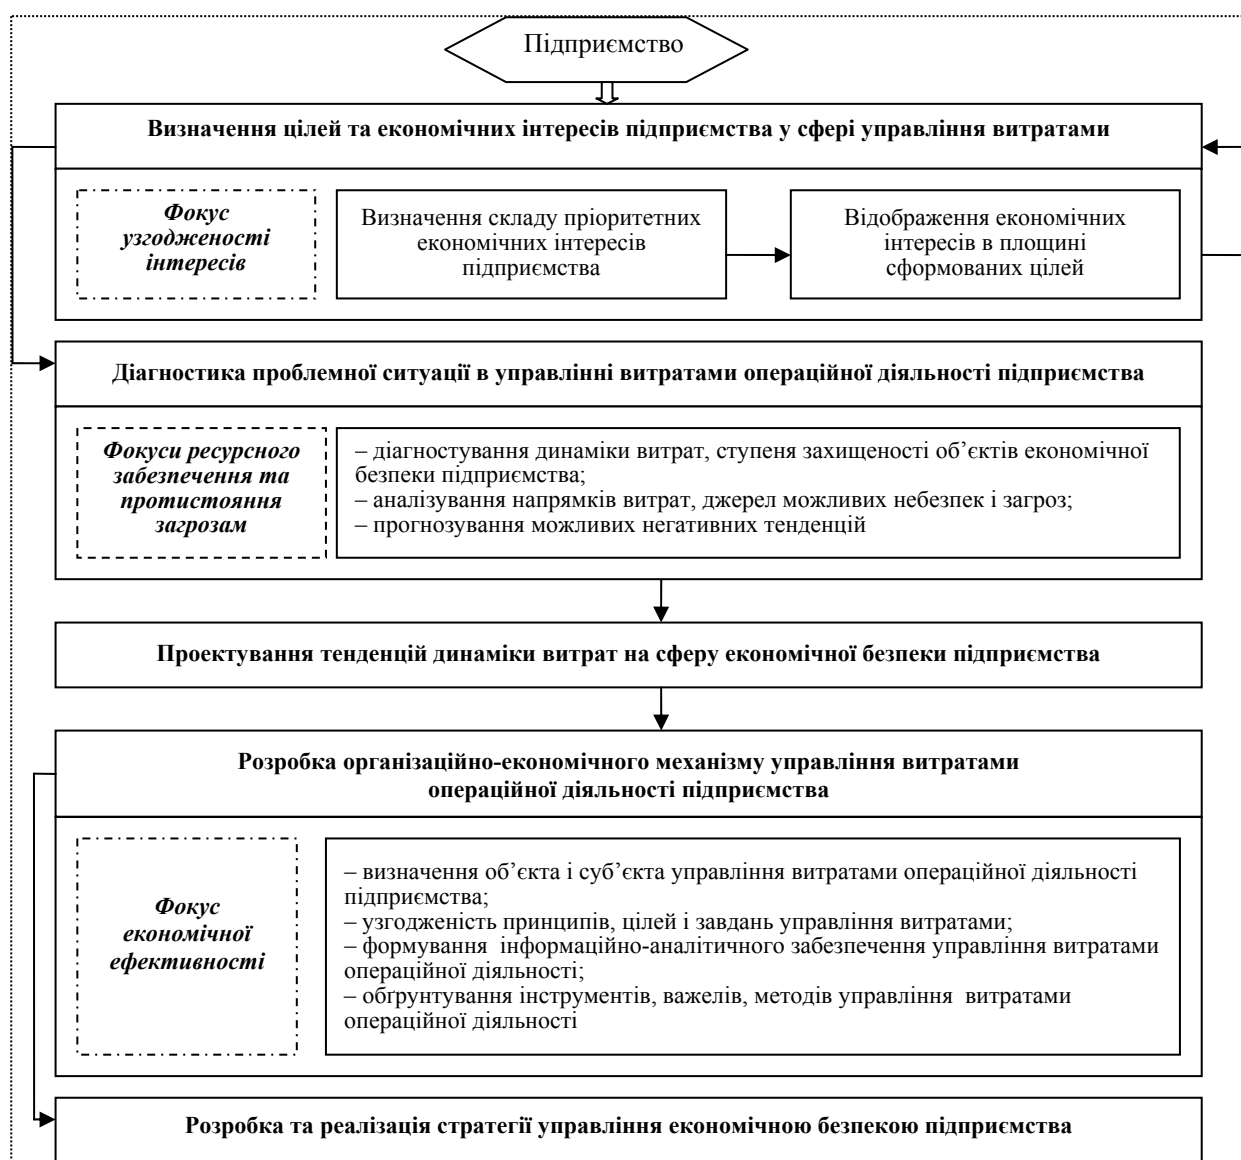 Підприємство
Визначення цілей та економічних інтересів підприємства у сфері управління витратами
Фокус
узгодженості
інтересів
Визначення складу пріоритетних
економічних інтересів
підприємства
Відображення економічних
інтересів в площині
сформованих цілей
Діагностика проблемної ситуації в управлінні витратами операційної діяльності підприємства
Фокуси ресурсного
забезпечення та
протистояння
загрозам
– діагностування динаміки витрат, ступеня захищеності об’єктів економічної
безпеки підприємства;
– аналізування напрямків витрат, джерел можливих небезпек і загроз;
– прогнозування можливих негативних тенденцій
Проектування тенденцій динаміки витрат на сферу економічної безпеки підприємства
Розробка організаційно-економічного механізму управління витратами
операційної діяльності підприємства
Фокус
економічної
ефективності
– визначення об’єкта і суб’єкта управління витратами операційної діяльності
підприємства;
– узгодженість принципів, цілей і завдань управління витратами;
– формування  інформаційно-аналітичного забезпечення управління витратами
операційної діяльності;
– обґрунтування інструментів, важелів, методів управління  витратами
операційної діяльності
Розробка та реалізація стратегії управління економічною безпекою підприємства